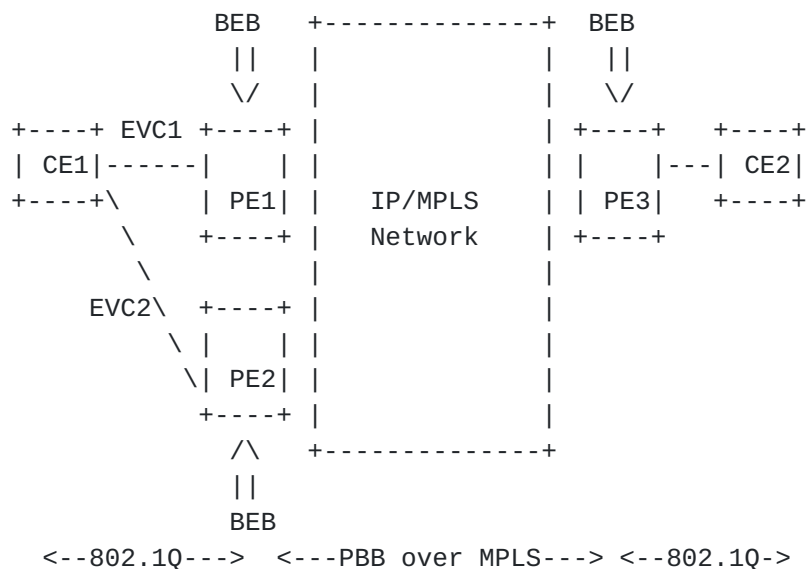 BEB +--------------+ BEB
|| | | ||
\/ | | \/
+----+ EVC1 +----+ | | +----+ +----+
| CE1|------| | | | | |---| CE2|
+----+\ | PE1| | IP/MPLS | | PE3| +----+
\ +----+ | Network | +----+
\ | |
EVC2\ +----+ | |
\ | | | |
\| PE2| | |
+----+ | |
/\ +--------------+
||
BEB
<--802.1Q---> <---PBB over MPLS---> <--802.1Q->